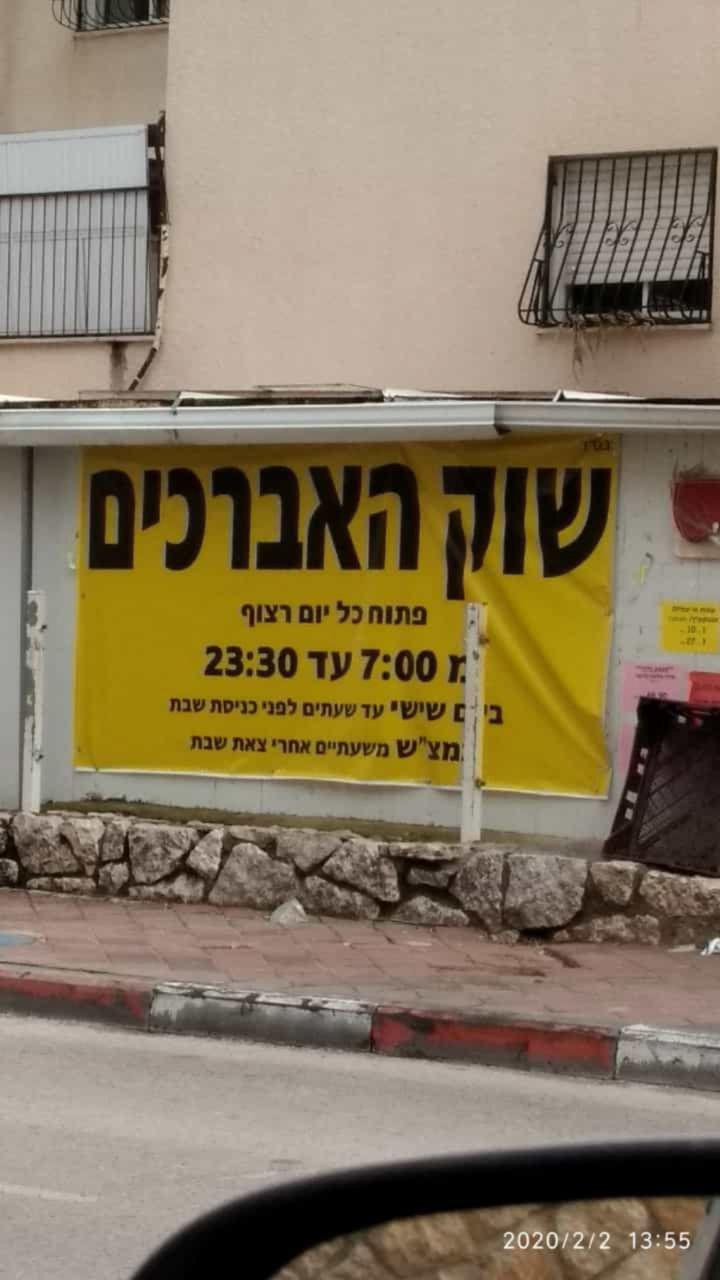 בס"ד
שוק האברכים
פתוח כל יום רצוף
מ 7:00 עד 23:30
ביום שישי עד שעתים לפני כניסת שבת
במצ"ש משעתיים אחרי צאת שבת
2020/2/2 13:55